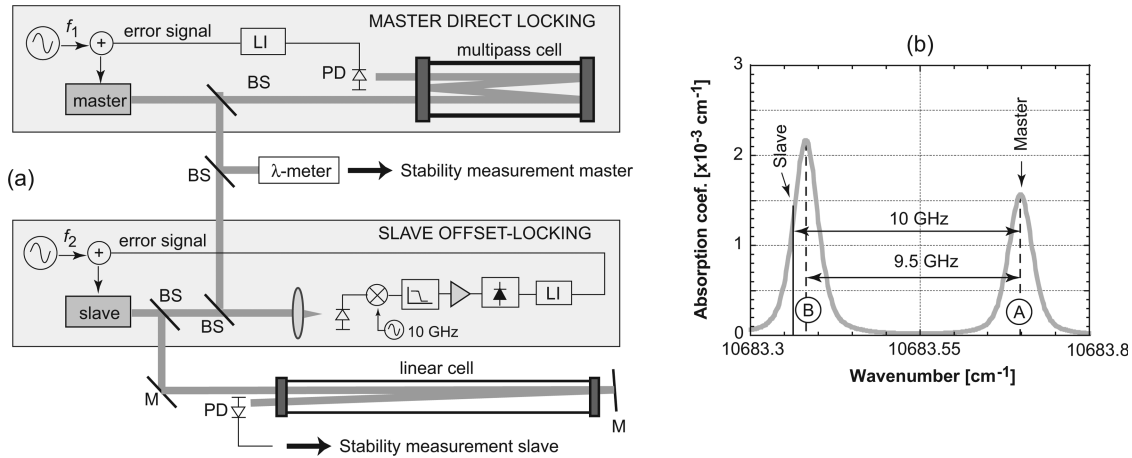 (a)
MASTER DIRECT LOCKING
f1
+
error signal
LI
PD
multipass cell
master
BS
BS
λ-meter
Stability measurement master
SLAVE OFFSET-LOCKING
f2
+
error signal
slave
BS
BS
LI
10 GHz
linear cell
M
PD
M
Stability measurement slave
(b)
Absorption coef. [x10-3 cm-1]
3
2
1
0
Slave
Master
10 GHz
9.5 GHz
B
A
10683.3
10683.55
10683.8
Wavenumber [cm-1]